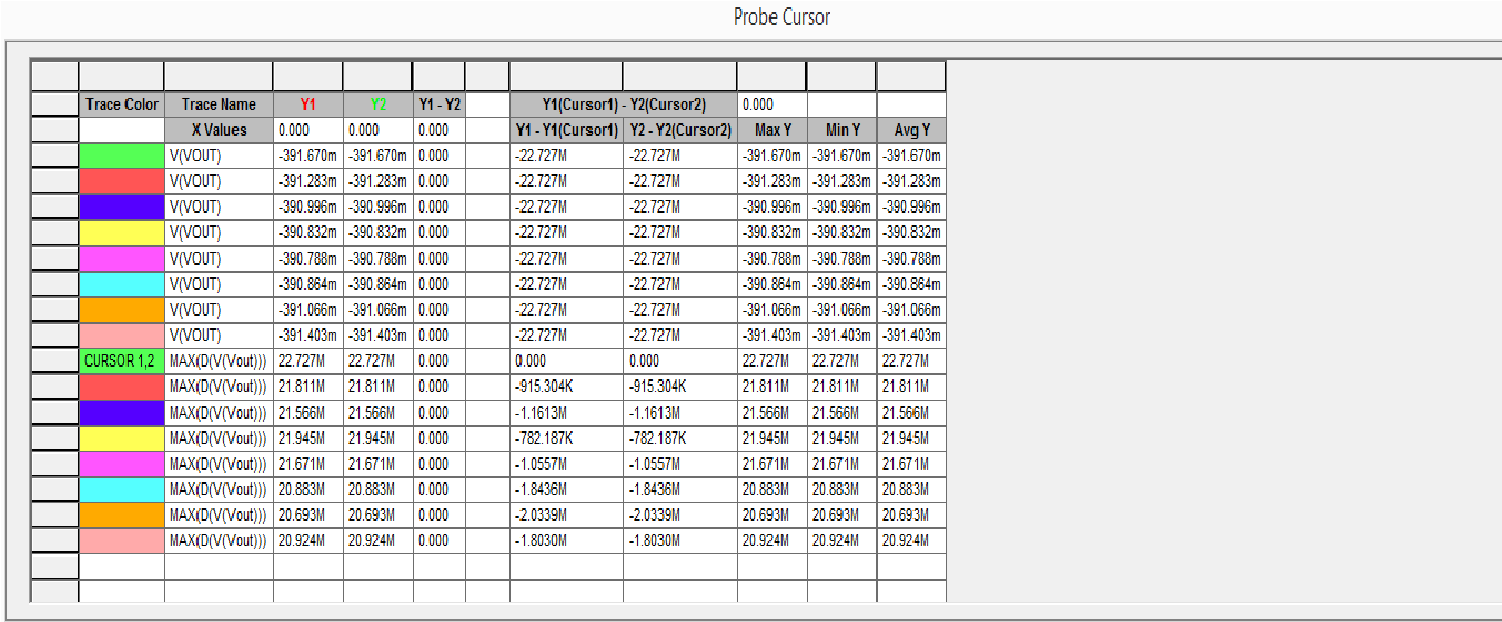 Probe Cursor
Trace Color Trace Name Y1 Y2 Y1 - Y2 Y1(Cursor1) - Y2(Cursor2) 0.000
X Values 0.000 0.000 0.000 Y1 - Y1(Cursor1) Y2 - Y2(Cursor2) Max Y Min Y Avg Y
V(VOUT) -391.670m -391.670m 0.000 -22.727M -22.727M -391.670m -391.670m -391.670m
V(VOUT) -391.283m -391.283m 0.000 -22.727M -22.727M -391.283m -391.283m -391.283m
V(VOUT) -390.996m -390.996m 0.000 -22.727M -22.727M -390.996m -390.996m -390.996m
V(VOUT) -390.832m -390.832m 0.000 -22.727M -22.727M -390.832m -390.832m -390.832m
V(VOUT) -390.788m -390.788m 0.000 -22.727M -22.727M -390.788m -390.788m -390.788m
V(VOUT) -390.864m -390.864m 0.000 -22.727M -22.727M -390.864m -390.864m -390.864m
V(VOUT) -391.066m -391.066m 0.000 -22.727M -22.727M -391.066m -391.066m -391.066m
V(VOUT) -391.403m -391.403m 0.000 -22.727M -22.727M -391.403m -391.403m -391.403m
CURSOR 1,2 MAX(D(V(Vout))) 22.727M 22.727M 0.000 0.000 0.000 22.727M 22.727M 22.727M
MAX(D(V(Vout))) 21.811M 21.811M 0.000 -915.304K -915.304K 21.811M 21.811M 21.811M
MAX(D(V(Vout))) 21.566M 21.566M 0.000 -1.1613M -1.1613M 21.566M 21.566M 21.566M
MAX(D(V(Vout))) 21.945M 21.945M 0.000 -782.187K -782.187K 21.945M 21.945M 21.945M
MAX(D(V(Vout))) 21.671M 21.671M 0.000 -1.0557M -1.0557M 21.671M 21.671M 21.671M
MAX(D(V(Vout))) 20.883M 20.883M 0.000 -1.8436M -1.8436M 20.883M 20.883M 20.883M
MAX(D(V(Vout))) 20.693M 20.693M 0.000 -2.0339M -2.0339M 20.693M 20.693M 20.693M
MAX(D(V(Vout))) 20.924M 20.924M 0.000 -1.8030M -1.8030M 20.924M 20.924M 20.924M